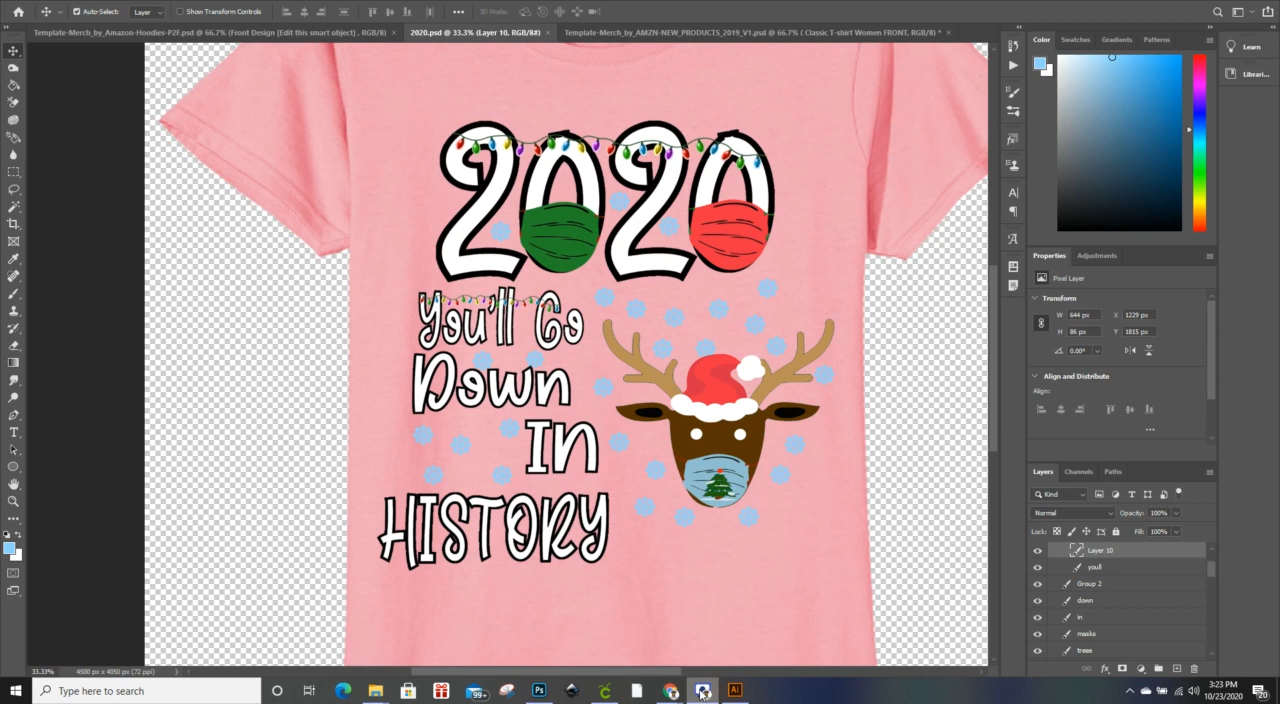 Auto-Select: Layer Show Transform Controls 3D Mode:
Template-Merch_by_Amazon-Hoodies-P2F.psd @ 66.7% (Front Design [Edit this smart object] , RGB/8) × 2020.psd @ 33.3% (Layer 10, RGB/8#) × Template-Merch_by_AMZN-NEW_PRODUCTS_2019_V1.psd @ 66.7% ( Classic T-shirt Women FRONT, RGB/8) * ×
Color Swatches Gradients Patterns
Learn
Librari...
2020
You'll Go
Down
In
HISTORY
Properties Adjustments
Pixel Layer
Transform
W 644 px X 1229 px
H 86 px Y 1815 px
0.00°
Align and Distribute
Align:
Layers Channels Paths
Kind
Normal Opacity: 100%
Lock: Fill: 100%
Layer 10
youll
Group 2
down
in
masks
treee
33.33% 4500 px x 4050 px (72 ppi)
Type here to search
99+
Ps
Ai
3:23 PM
10/23/2020
20